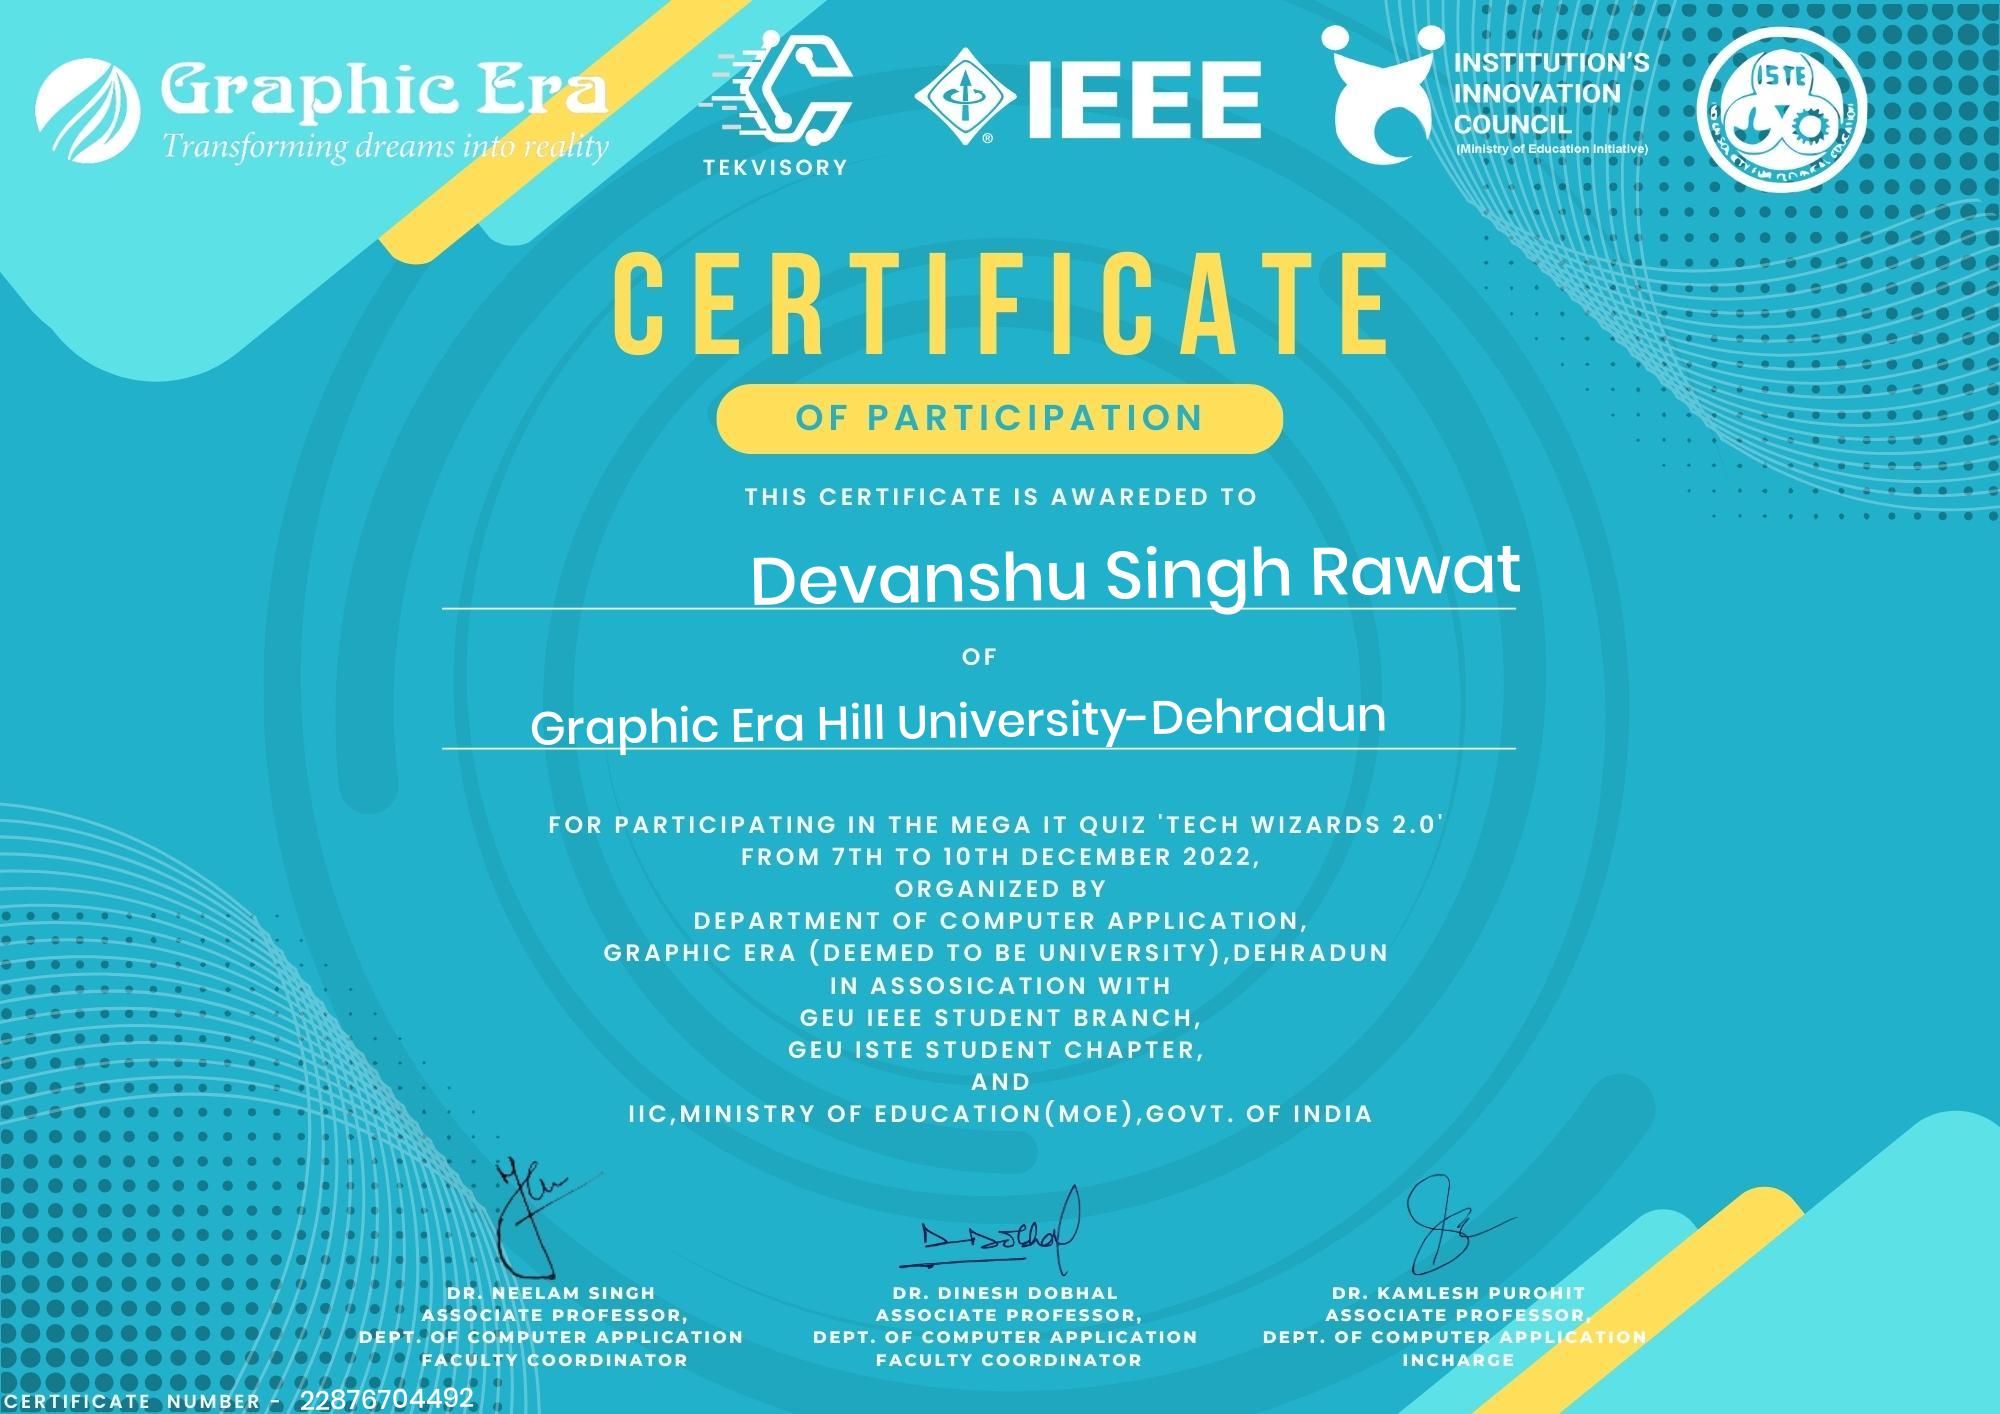 Graphic Era
Transforming dreams into reality
TEKVISORY
IEEE
®
INSTITUTION'S
INNOVATION
COUNCIL
(Ministry of Education Initiative)
ISTE
CERTIFICATE
OF PARTICIPATION
THIS CERTIFICATE IS AWAREDED TO
Devanshu Singh Rawat
OF
Graphic Era Hill University-Dehradun
FOR PARTICIPATING IN THE MEGA IT QUIZ 'TECH WIZARDS 2.0'
FROM 7TH TO 10TH DECEMBER 2022,
ORGANIZED BY
DEPARTMENT OF COMPUTER APPLICATION,
GRAPHIC ERA (DEEMED TO BE UNIVERSITY),DEHRADUN
IN ASSOSICATION WITH
GEU IEEE STUDENT BRANCH,
GEU ISTE STUDENT CHAPTER,
AND
IIC,MINISTRY OF EDUCATION(MOE),GOVT. OF INDIA
D Dobhal
DR. NEELAM SINGH
ASSOCIATE PROFESSOR,
DEPT. OF COMPUTER APPLICATION
FACULTY COORDINATOR
DR. DINESH DOBHAL
ASSOCIATE PROFESSOR,
DEPT. OF COMPUTER APPLICATION
FACULTY COORDINATOR
DR. KAMLESH PUROHIT
ASSOCIATE PROFESSOR,
DEPT. OF COMPUTER APPLICATION
INCHARGE
CERTIFICATE NUMBER - 22876704492